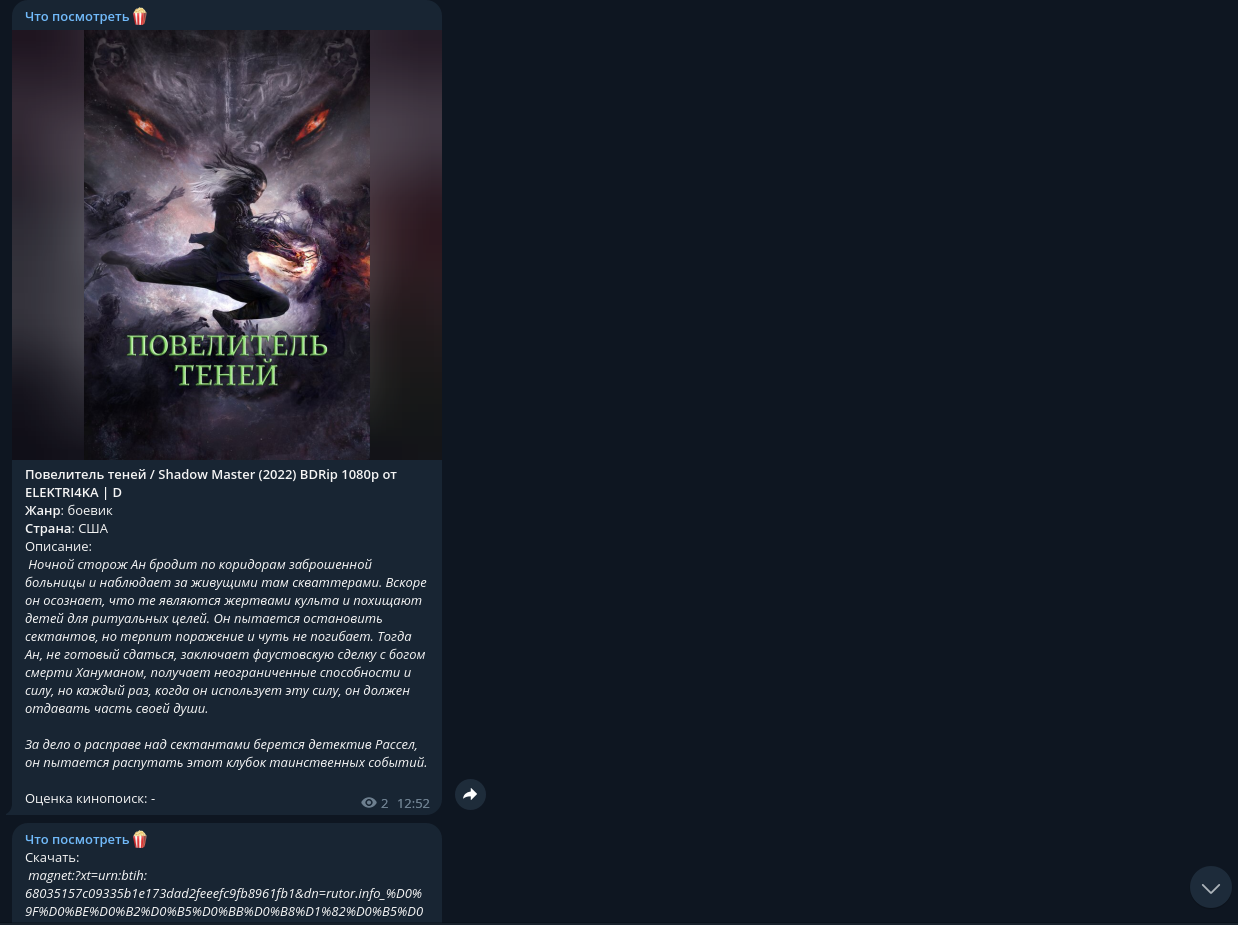 Что посмотреть🍿
ПОВЕЛИТЕЛЬ
ТЕНЕЙ
Повелитель теней / Shadow Master (2022) BDRip 1080p от
ELEKTRI4KA | D
Жанр: боевик
Страна: США
Описание:
Ночной сторож Ан бродит по коридорам заброшенной
больницы и наблюдает за живущими там скваттерами. Вскоре
он осознает, что те являются жертвами культа и похищают
детей для ритуальных целей. Он пытается остановить
сектантов, но терпит поражение и чуть не погибает. Тогда
Ан, не готовый сдаться, заключает фаустовскую сделку с богом
смерти Хануманом, получает неограниченные способности и
силу, но каждый раз, когда он использует эту силу, он должен
отдавать часть своей души.
За дело о расправе над сектантами берется детектив Рассел,
он пытается распутать этот клубок таинственных событий.
Оценка кинопоиск: -
2 12:52
Что посмотреть🍿
Скачать:
magnet:?xt=urn:btih:
68035157c09335b1e173dad2feeefc9fb8961fb1&dn=rutor.info_%D0%
9F%D0%BE%D0%B2%D0%B5%D0%BB%D0%B8%D1%82%D0%B5%D0